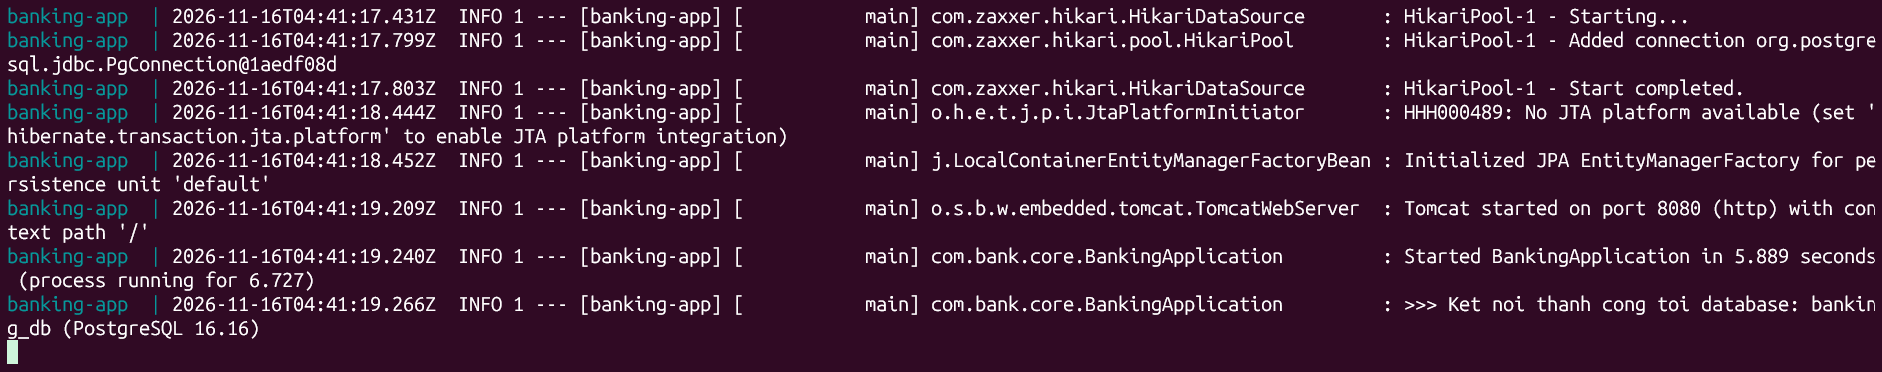 banking-app  | 2026-11-16T04:41:17.431Z  INFO 1 --- [banking-app] [           main] com.zaxxer.hikari.HikariDataSource       : HikariPool-1 - Starting...
banking-app  | 2026-11-16T04:41:17.799Z  INFO 1 --- [banking-app] [           main] com.zaxxer.hikari.pool.HikariPool        : HikariPool-1 - Added connection org.postgre
sql.jdbc.PgConnection@1aedf08d
banking-app  | 2026-11-16T04:41:17.803Z  INFO 1 --- [banking-app] [           main] com.zaxxer.hikari.HikariDataSource       : HikariPool-1 - Start completed.
banking-app  | 2026-11-16T04:41:18.444Z  INFO 1 --- [banking-app] [           main] o.h.e.t.j.p.i.JtaPlatformInitiator       : HHH000489: No JTA platform available (set '
hibernate.transaction.jta.platform' to enable JTA platform integration)
banking-app  | 2026-11-16T04:41:18.452Z  INFO 1 --- [banking-app] [           main] j.LocalContainerEntityManagerFactoryBean : Initialized JPA EntityManagerFactory for pe
rsistence unit 'default'
banking-app  | 2026-11-16T04:41:19.209Z  INFO 1 --- [banking-app] [           main] o.s.b.w.embedded.tomcat.TomcatWebServer  : Tomcat started on port 8080 (http) with con
text path '/'
banking-app  | 2026-11-16T04:41:19.240Z  INFO 1 --- [banking-app] [           main] com.bank.core.BankingApplication         : Started BankingApplication in 5.889 seconds
 (process running for 6.727)
banking-app  | 2026-11-16T04:41:19.266Z  INFO 1 --- [banking-app] [           main] com.bank.core.BankingApplication         : >>> Ket noi thanh cong toi database: bankin
g_db (PostgreSQL 16.16)